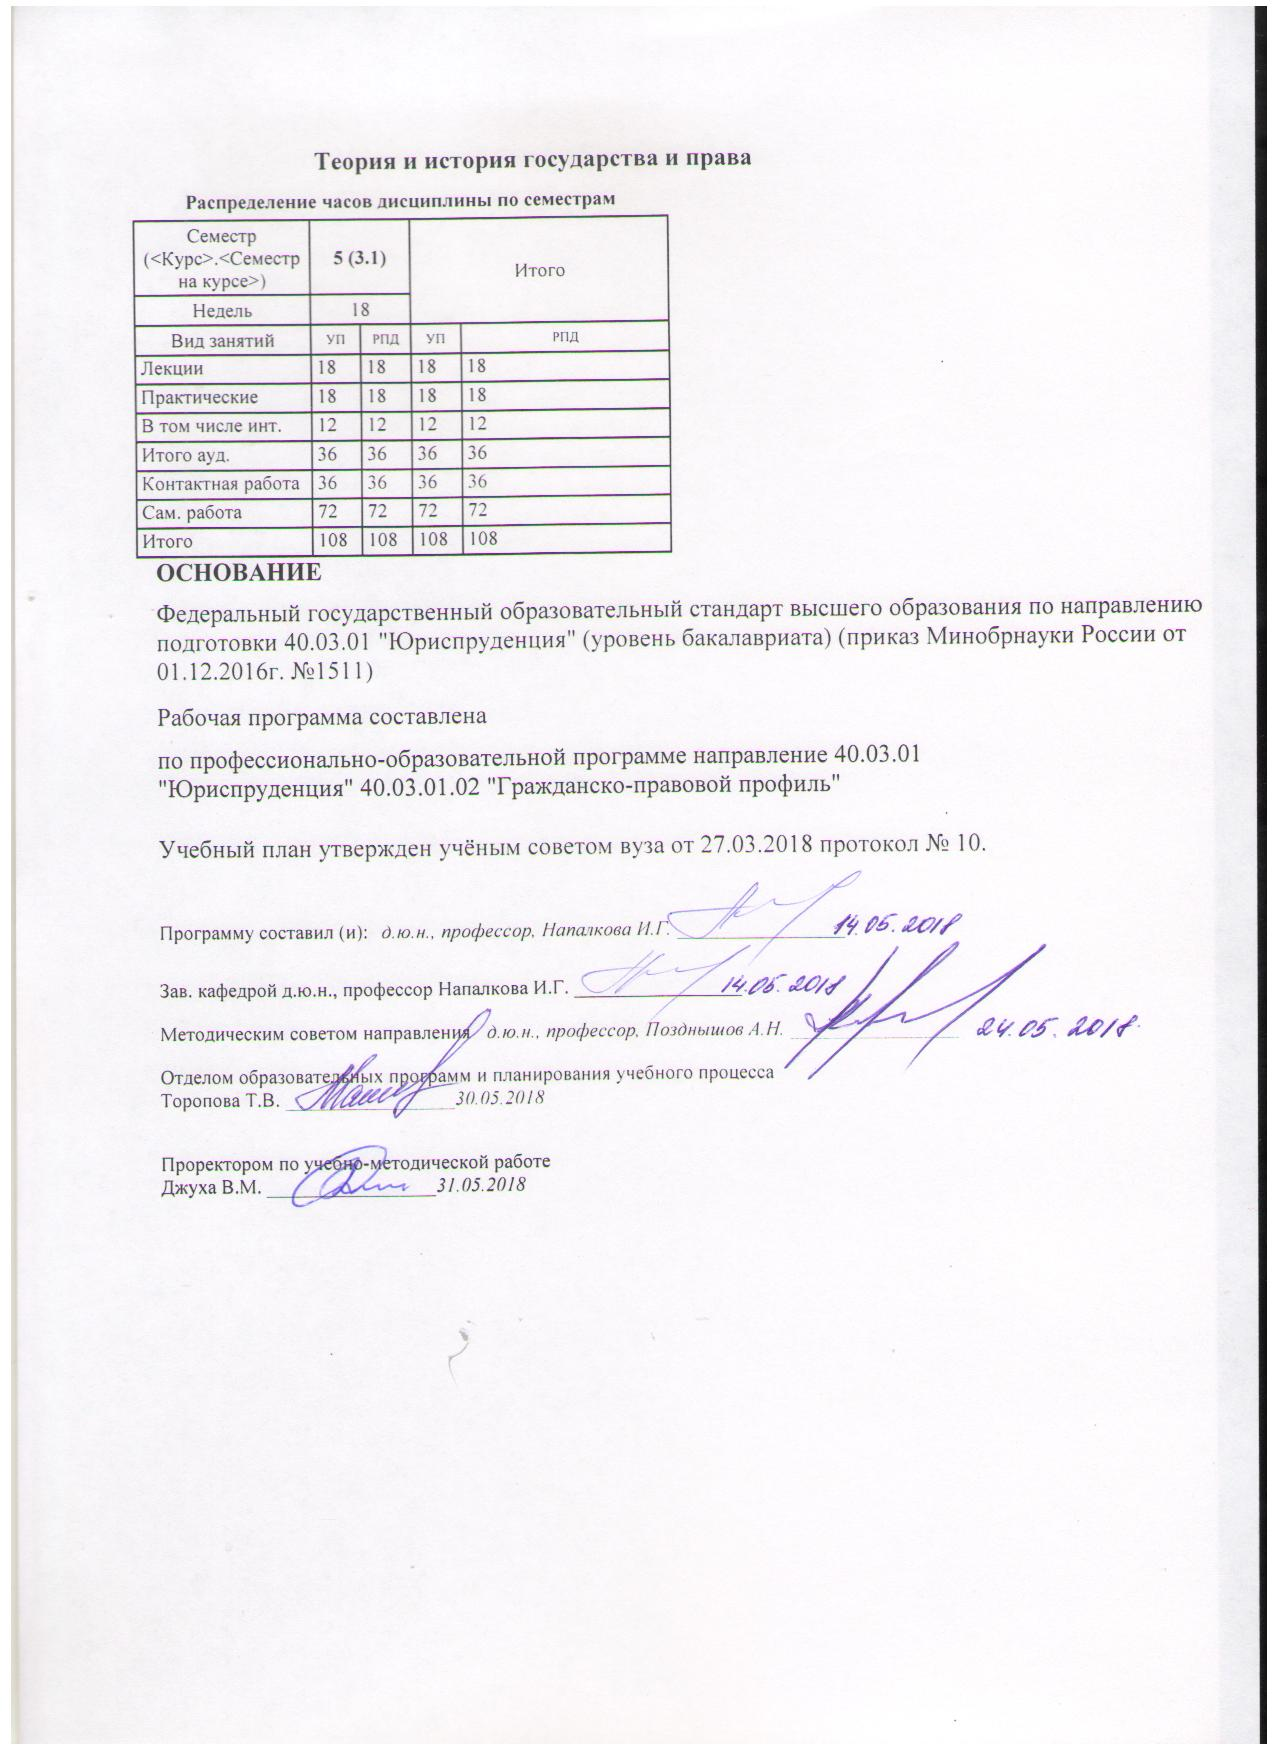 Теория и история государства и права
Распределение часов дисциплины по семестрам
Семестр (<Курс>.<Семестр на курсе>) 5 (3.1) Итого
Недель 18
Вид занятий УП РПД УП РПД
Лекции 18 18 18 18
Практические 18 18 18 18
В том числе инт. 12 12 12 12
Итого ауд. 36 36 36 36
Контактная работа 36 36 36 36
Сам. работа 72 72 72 72
Итого 108 108 108 108
ОСНОВАНИЕ
Федеральный государственный образовательный стандарт высшего образования по направлению
подготовки 40.03.01 "Юриспруденция" (уровень бакалавриата) (приказ Минобрнауки России от
01.12.2016г. №1511)
Рабочая программа составлена
по профессионально-образовательной программе направление 40.03.01
"Юриспруденция" 40.03.01.02 "Гражданско-правовой профиль"
Учебный план утвержден учёным советом вуза от 27.03.2018 протокол № 10.
Программу составил (и): д.ю.н., профессор, Напалкова И.Г. 14.05.2018
Зав. кафедрой д.ю.н., профессор Напалкова И.Г. 14.05.2018
Методическим советом направления д.ю.н., профессор, Позднышов А.Н. 24.05.2018.
Отделом образовательных программ и планирования учебного процесса
Торопова Т.В. 30.05.2018
Проректором по учебно-методической работе
Джуха В.М. 31.05.2018